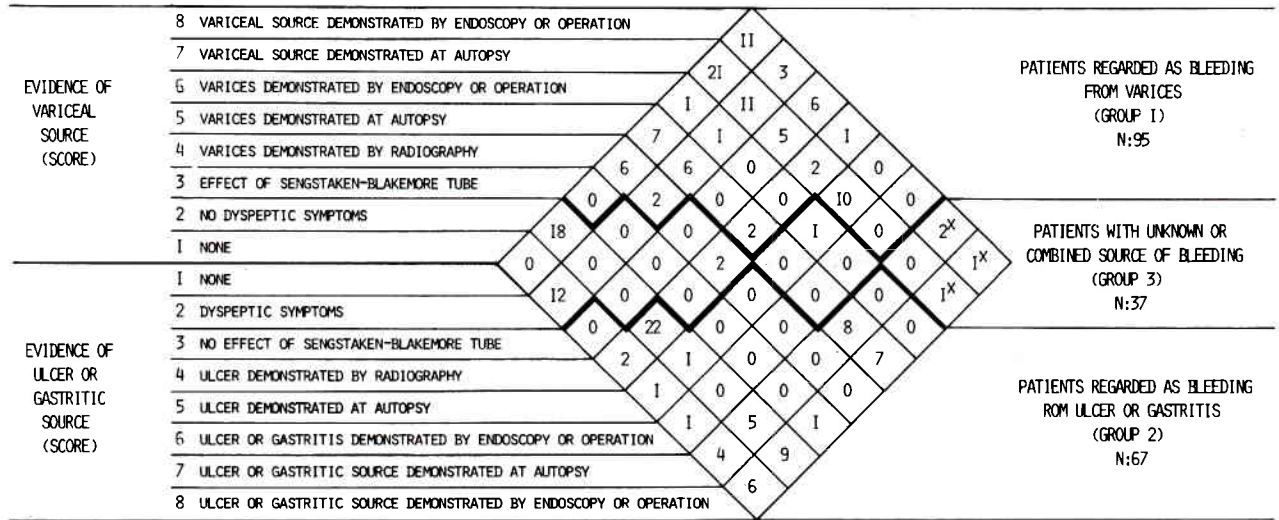 EVIDENCE OF
VARICEAL
SOURCE
(SCORE)
8 VARICEAL SOURCE DEMONSTRATED BY ENDOSCOPY OR OPERATION
7 VARICEAL SOURCE DEMONSTRATED AT AUTOPSY
6 VARICES DEMONSTRATED BY ENDOSCOPY OR OPERATION
5 VARICES DEMONSTRATED AT AUTOPSY
4 VARICES DEMONSTRATED BY RADIOGRAPHY
3 EFFECT OF SENGSTAKEN-BLAKEMORE TUBE
2 NO DYSPEPTIC SYMPTOMS
I NONE
EVIDENCE OF
ULCER OR
GASTRITIC
SOURCE
(SCORE)
I NONE
2 DYSPEPTIC SYMPTOMS
3 NO EFFECT OF SENGSTAKEN-BLAKEMORE TUBE
4 ULCER DEMONSTRATED BY RADIOGRAPHY
5 ULCER DEMONSTRATED AT AUTOPSY
6 ULCER OR GASTRITIS DEMONSTRATED BY ENDOSCOPY OR OPERATION
7 ULCER OR GASTRITIC SOURCE DEMONSTRATED AT AUTOPSY
8 ULCER OR GASTRITIC SOURCE DEMONSTRATED BY ENDOSCOPY OR OPERATION
II
2I 3
I II 6
7 I 5 I
6 6 0 2 0
0 2 0 0 I0 0
I8 0 0 2 I 0 2X
0 0 0 2 0 0 0 IX
I2 0 0 0 0 0 IX
0 22 0 0 8 0
2 I 0 0 7
I 0 0 0
I 5 I
4 9
6
PATIENTS REGARDED AS BLEEDING
FROM VARICES
(GROUP I)
N:95
PATIENTS WITH UNKNOWN OR
COMBINED SOURCE OF BLEEDING
(GROUP 3)
N:37
PATIENTS REGARDED AS BLEEDING
ROM ULCER OR GASTRITIS
(GROUP 2)
N:67